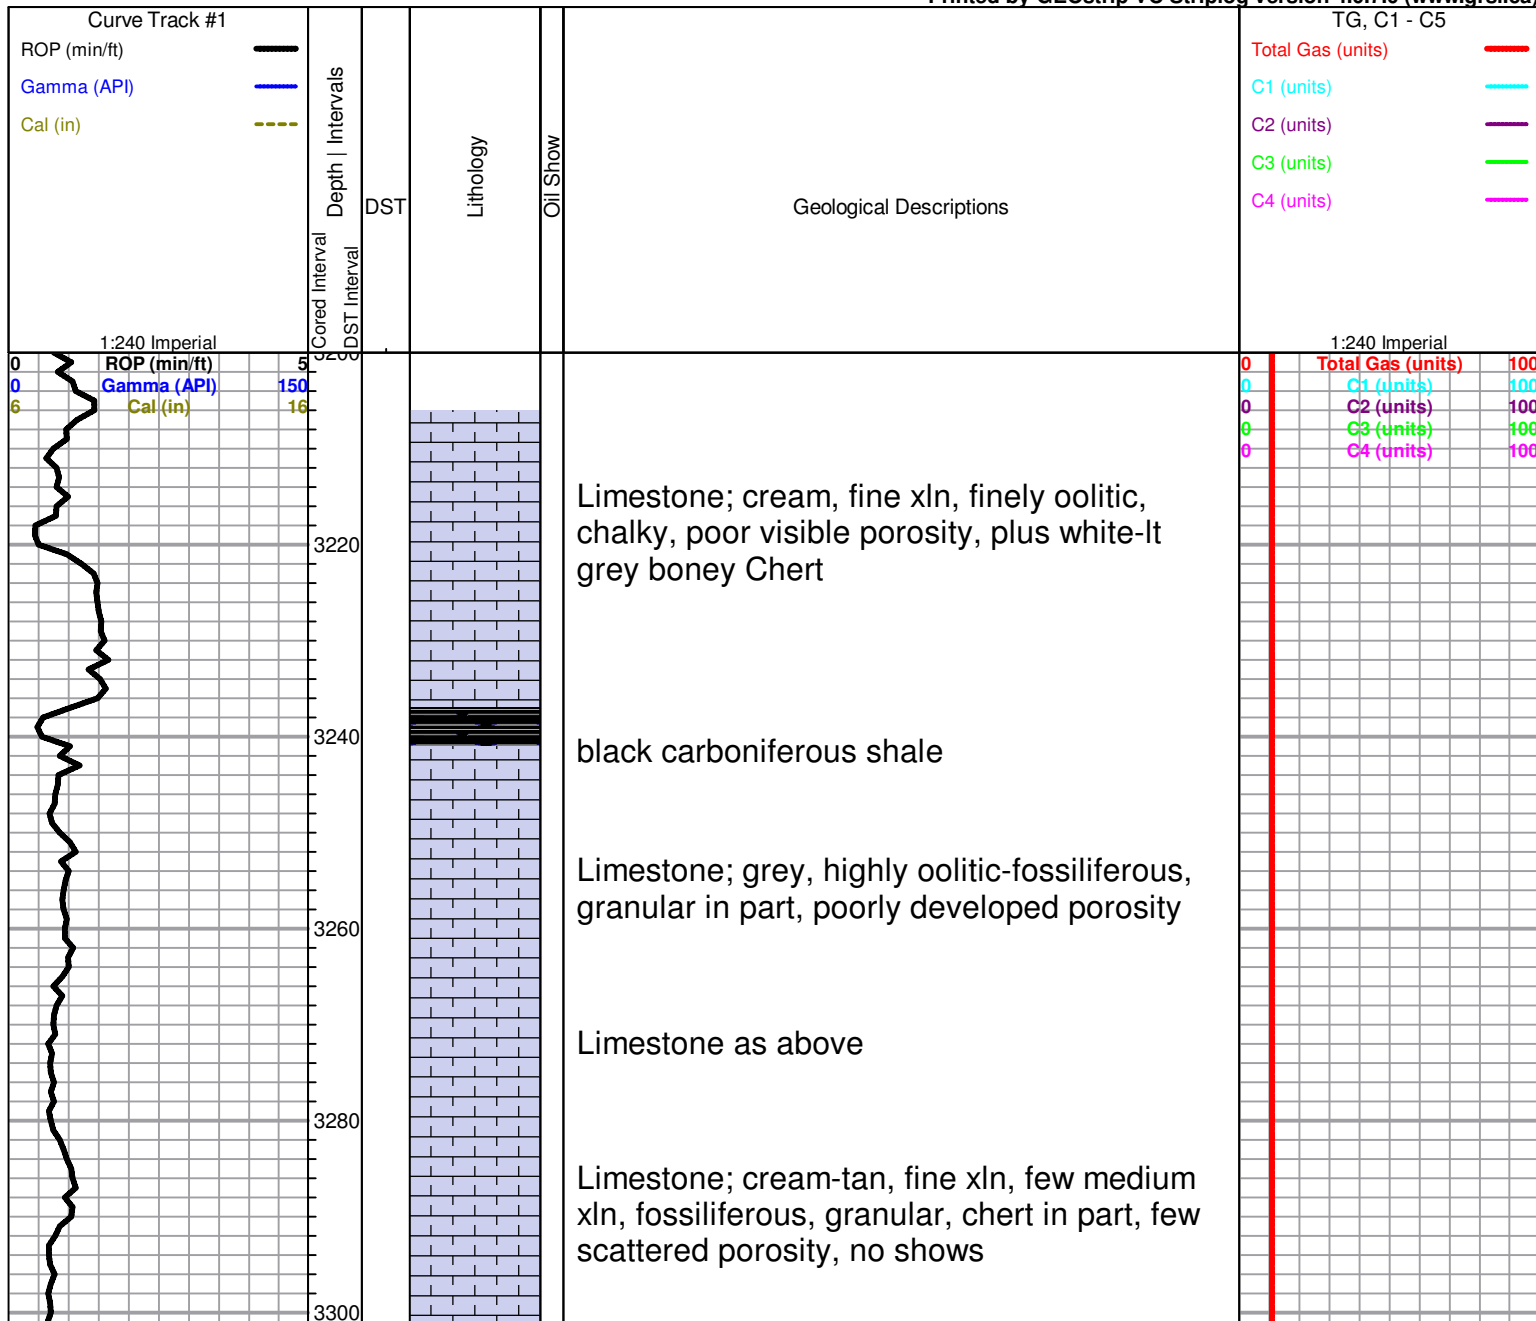 Curve Track #1
ROP (min/ft)
Gamma (API)
Cal (in)
1:240 Imperial
0 ROP (min/ft) 5
0 Gamma (API) 150
6 Cal (in) 16
Depth | Intervals
Cored Interval
DST Interval
DST
Lithology
Oil Show
Geological Descriptions
TG, C1 - C5
Total Gas (units)
C1 (units)
C2 (units)
C3 (units)
C4 (units)
1:240 Imperial
0 Total Gas (units) 100
0 C1 (units) 100
0 C2 (units) 100
0 C3 (units) 100
0 C4 (units) 100
3200
Limestone; cream, fine xln, finely oolitic,
chalky, poor visible porosity, plus white-lt
grey boney Chert
3220
3240
black carboniferous shale
Limestone; grey, highly oolitic-fossiliferous,
granular in part, poorly developed porosity
3260
Limestone as above
3280
Limestone; cream-tan, fine xln, few medium
xln, fossiliferous, granular, chert in part, few
scattered porosity, no shows
3300